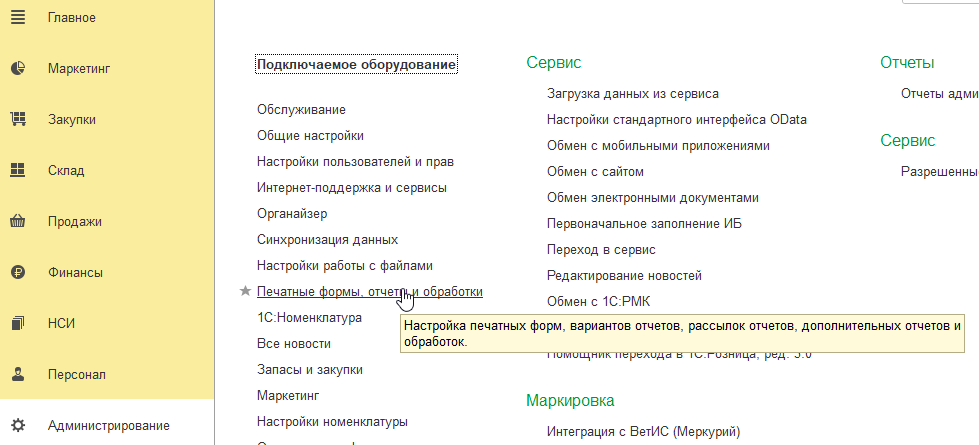 Главное
Маркетинг
Закупки
Склад
Продажи
Финансы
НСИ
Персонал
Администрирование
Подключаемое оборудование
Обслуживание
Общие настройки
Настройки пользователей и прав
Интернет-поддержка и сервисы
Органайзер
Синхронизация данных
Настройки работы с файлами
Печатные формы, отчеты и обработки
1С:Номенклатура
Все новости
Запасы и закупки
Маркетинг
Настройки номенклатуры
Сервис
Загрузка данных из сервиса
Настройки стандартного интерфейса OData
Обмен с мобильными приложениями
Обмен с сайтом
Обмен электронными документами
Первоначальное заполнение ИБ
Переход в сервис
Редактирование новостей
Обмен с 1С:РМК
Настройка печатных форм, вариантов отчетов, рассылок отчетов, дополнительных отчетов и
обработок.
Помощник перехода в 1С:Розница, ред. 3.0
Маркировка
Интеграция с ВетИС (Меркурий)
Отчеты
Отчеты адми
Сервис
Разрешенны